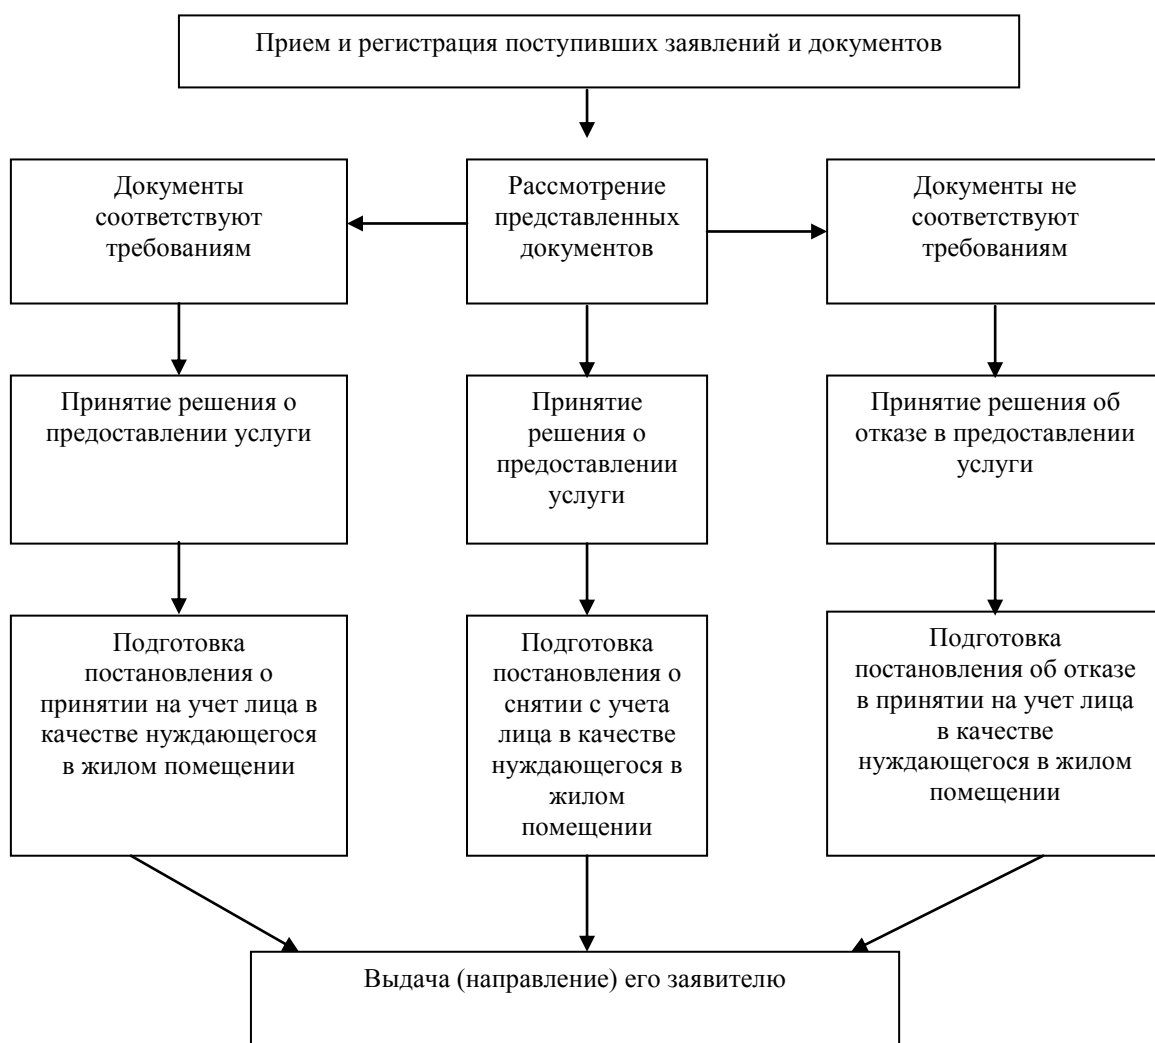 Прием и регистрация поступивших заявлений и документов
Документы
соответствуют
требованиям
Рассмотрение
представленных
документов
Документы не
соответствуют
требованиям
Принятие решения о
предоставлении услуги
Принятие
решения о
предоставлении
услуги
Принятие решения об
отказе в предоставлении
услуги
Подготовка
постановления о
принятии на учет лица в
качестве нуждающегося
в жилом помещении
Подготовка
постановления о
снятии с учета
лица в качестве
нуждающегося в
жилом
помещении
Подготовка
постановления об отказе
в принятии на учет лица
в качестве
нуждающегося в жилом
помещении
Выдача (направление) его заявителю